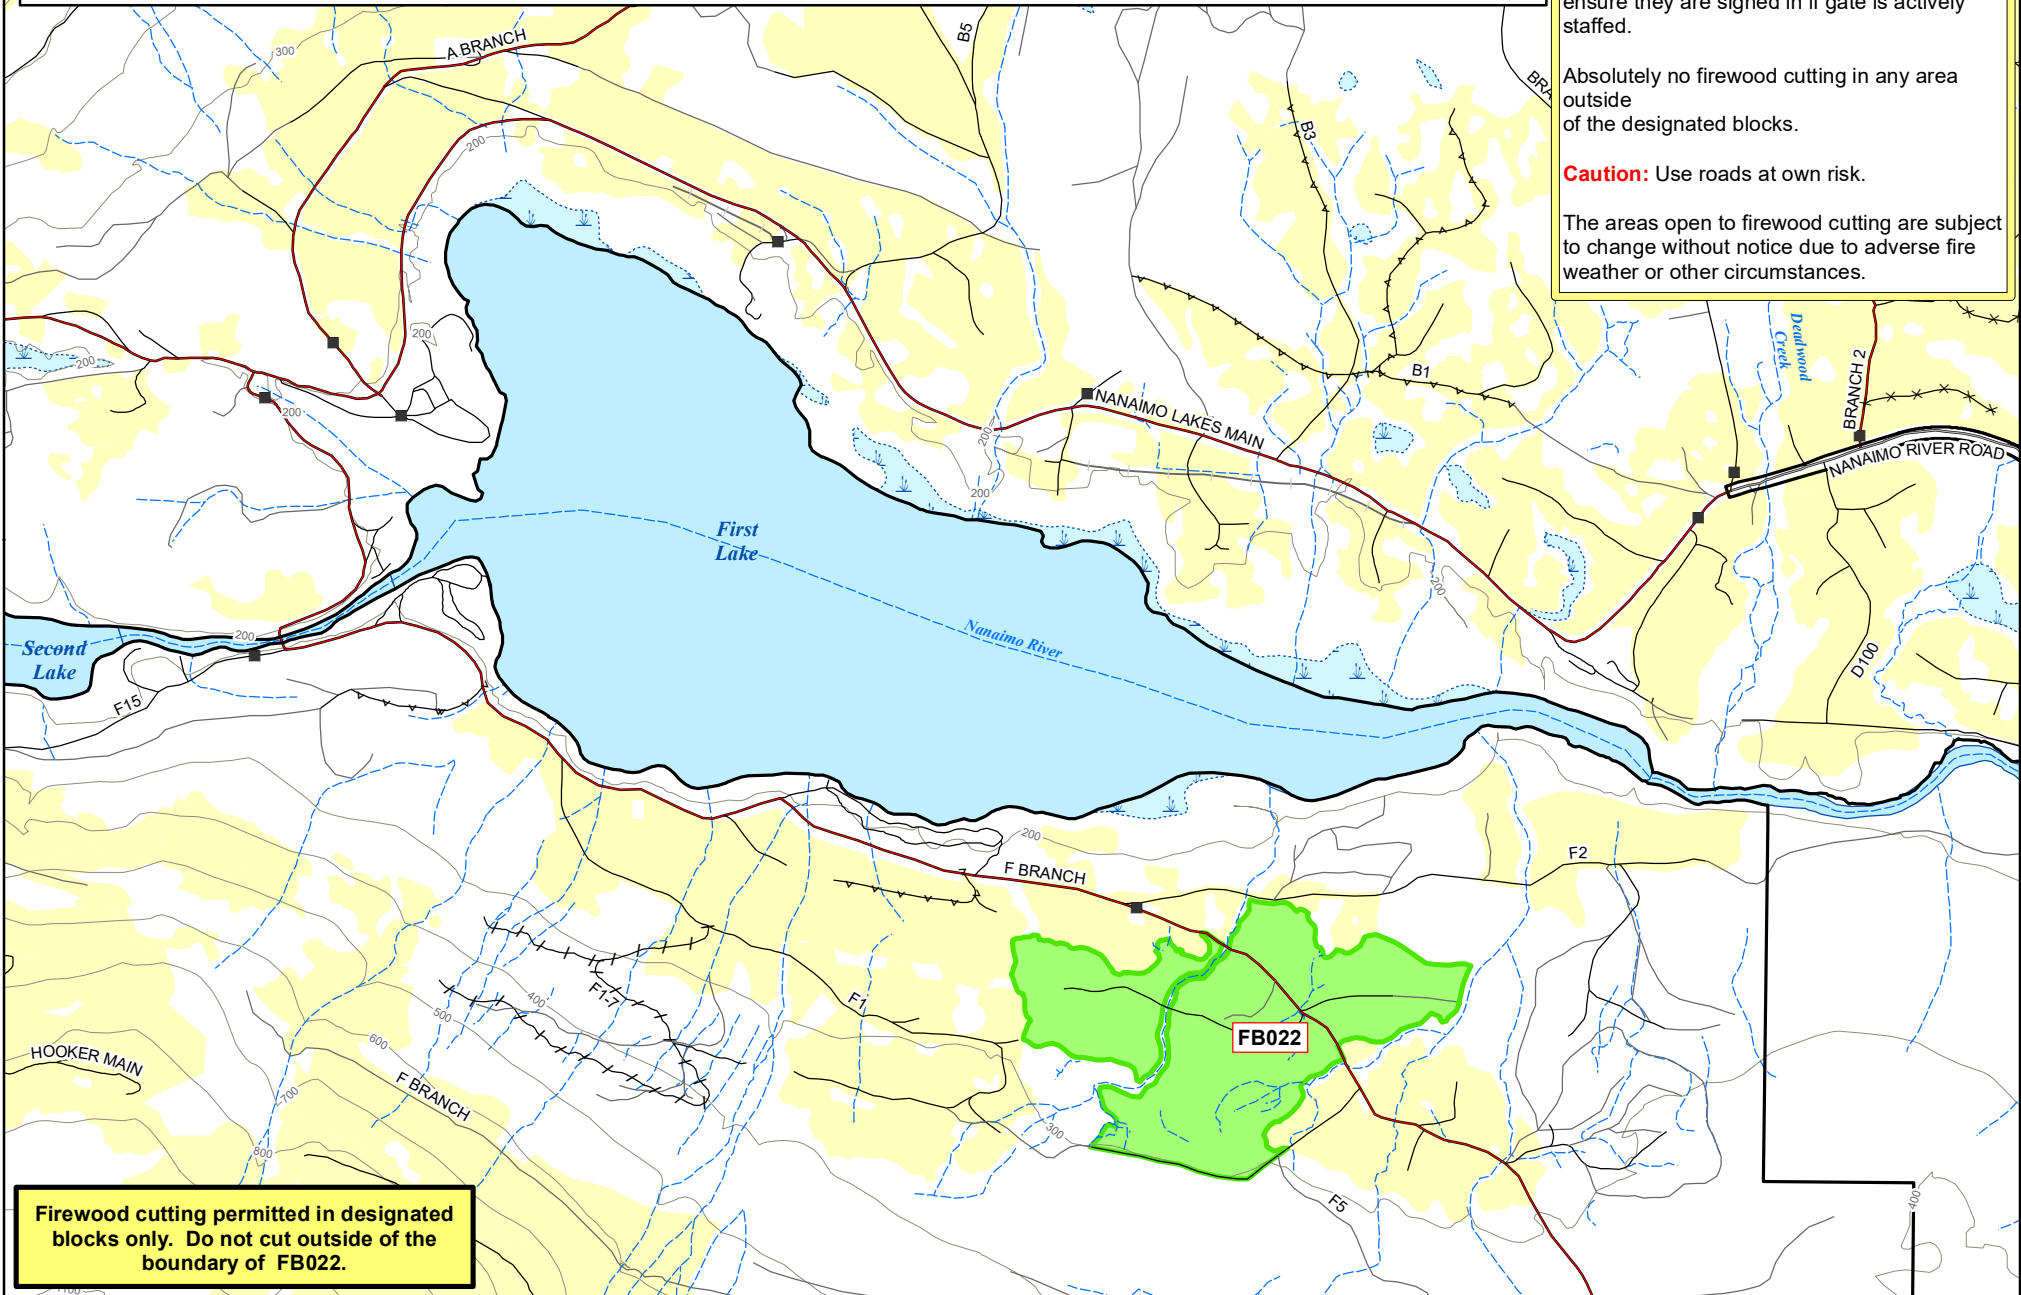 ensure they are signed in if gate is actively
staffed.
Absolutely no firewood cutting in any area
outside
of the designated blocks.
Caution: Use roads at own risk.
The areas open to firewood cutting are subject
to change without notice due to adverse fire
weather or other circumstances.
A BRANCH
B5
B3
BRA
300
200
200
200
200
200
200
200
200
B1
NANAIMO LAKES MAIN
Deadwood
Creek
BRANCH 2
NANAIMO RIVER ROAD
First
Lake
Nanaimo River
Second
Lake
F15
D100
200
F BRANCH
F2
F1
F1-7
400
500
600
700
800
HOOKER MAIN
F BRANCH
FB022
300
F5
400
1100
Firewood cutting permitted in designated
blocks only. Do not cut outside of the
boundary of FB022.